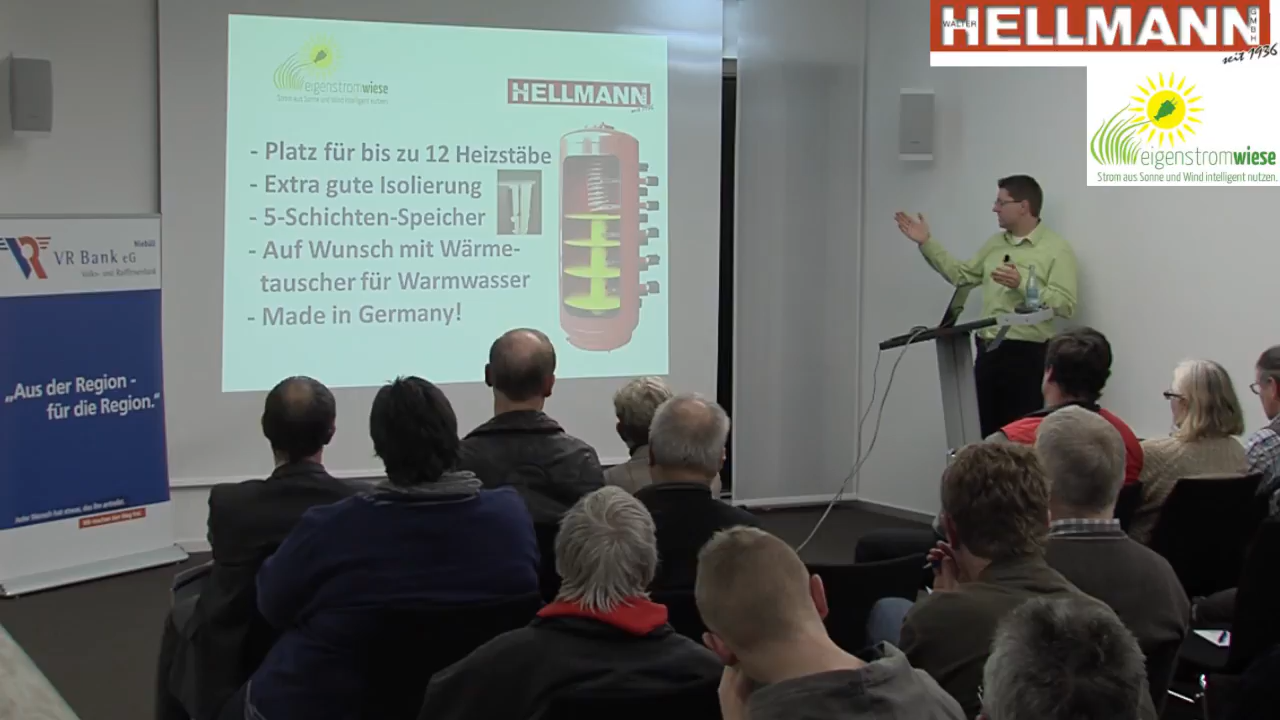 WALTER HELLMANN GMBH
seit 1936
eigenstromwiese
Strom aus Sonne und Wind intelligent nutzen.
eigenstromwiese
Strom aus Sonne und Wind intelligent nutzen.
HELLMANN
- Platz für bis zu 12 Heizstäbe
- Extra gute Isolierung
- 5-Schichten-Speicher
- Auf Wunsch mit Wärme-
tauscher für Warmwasser
- Made in Germany!
VR Bank eG
„Aus der Region -
für die Region."